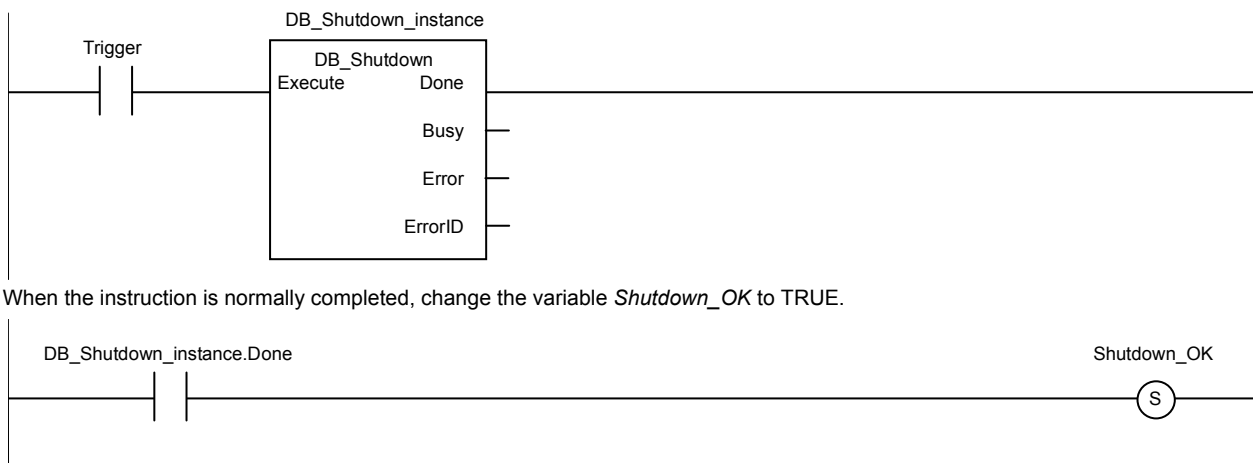 DB_Shutdown_instance
Trigger
DB_Shutdown
Execute Done
Busy
Error
ErrorID
When the instruction is normally completed, change the variable Shutdown_OK to TRUE.
DB_Shutdown_instance.Done Shutdown_OK
S